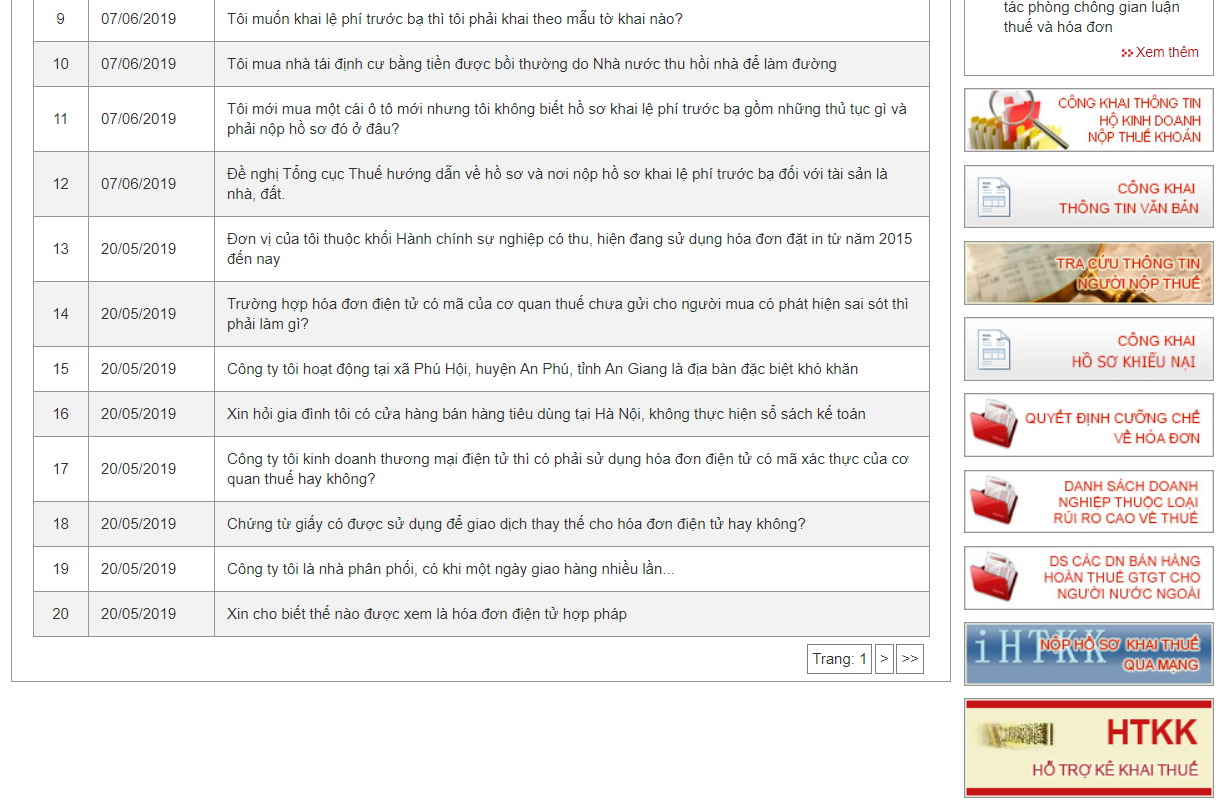 9 07/06/2019 Tôi muốn khai lệ phí trước bạ thì tôi phải khai theo mẫu tờ khai nào?
10 07/06/2019 Tôi mua nhà tái định cư bằng tiền được bồi thường do Nhà nước thu hồi nhà để làm đường
11 07/06/2019 Tôi mới mua một cái ô tô mới nhưng tôi không biết hồ sơ khai lệ phí trước bạ gồm những thủ tục gì và
phải nộp hồ sơ đó ở đâu?
12 07/06/2019 Đề nghị Tổng cục Thuế hướng dẫn về hồ sơ và nơi nộp hồ sơ khai lệ phí trước bạ đối với tài sản là
nhà, đất.
13 20/05/2019 Đơn vị của tôi thuộc khối Hành chính sự nghiệp có thu, hiện đang sử dụng hóa đơn đặt in từ năm 2015
đến nay
14 20/05/2019 Trường hợp hóa đơn điện tử có mã của cơ quan thuế chưa gửi cho người mua có phát hiện sai sót thì
phải làm gì?
15 20/05/2019 Công ty tôi hoạt động tại xã Phú Hội, huyện An Phú, tỉnh An Giang là địa bàn đặc biệt khó khăn
16 20/05/2019 Xin hỏi gia đình tôi có cửa hàng bán hàng tiêu dùng tại Hà Nội, không thực hiện sổ sách kế toán
17 20/05/2019 Công ty tôi kinh doanh thương mại điện tử thì có phải sử dụng hóa đơn điện tử có mã xác thực của cơ
quan thuế hay không?
18 20/05/2019 Chứng từ giấy có được sử dụng để giao dịch thay thế cho hóa đơn điện tử hay không?
19 20/05/2019 Công ty tôi là nhà phân phối, có khi một ngày giao hàng nhiều lần...
20 20/05/2019 Xin cho biết thế nào được xem là hóa đơn điện tử hợp pháp
Trang: 1 > >>
tác phòng chông gian luận
thuế và hóa đơn
Xem thêm
CÔNG KHAI THÔNG TIN
HỘ KINH DOANH
NỘP THUẾ KHOÁN
CÔNG KHAI
THÔNG TIN VĂN BẢN
TRA CỨU THÔNG TIN
NGƯỜI NỘP THUẾ
CÔNG KHAI
HỒ SƠ KHIẾU NẠI
QUYẾT ĐỊNH CƯỠNG CHẾ
VỀ HÓA ĐƠN
DANH SÁCH DOANH
NGHIỆP THUỘC LOẠI
RỦI RO CAO VỀ THUẾ
DS CÁC DN BÁN HÀNG
HOÀN THUẾ GTGT CHO
NGƯỜI NƯỚC NGOÀI
iHTKK
NỘP HỒ SƠ KHAI THUẾ
QUA MẠNG
HTKK
HỖ TRỢ KÊ KHAI THUẾ